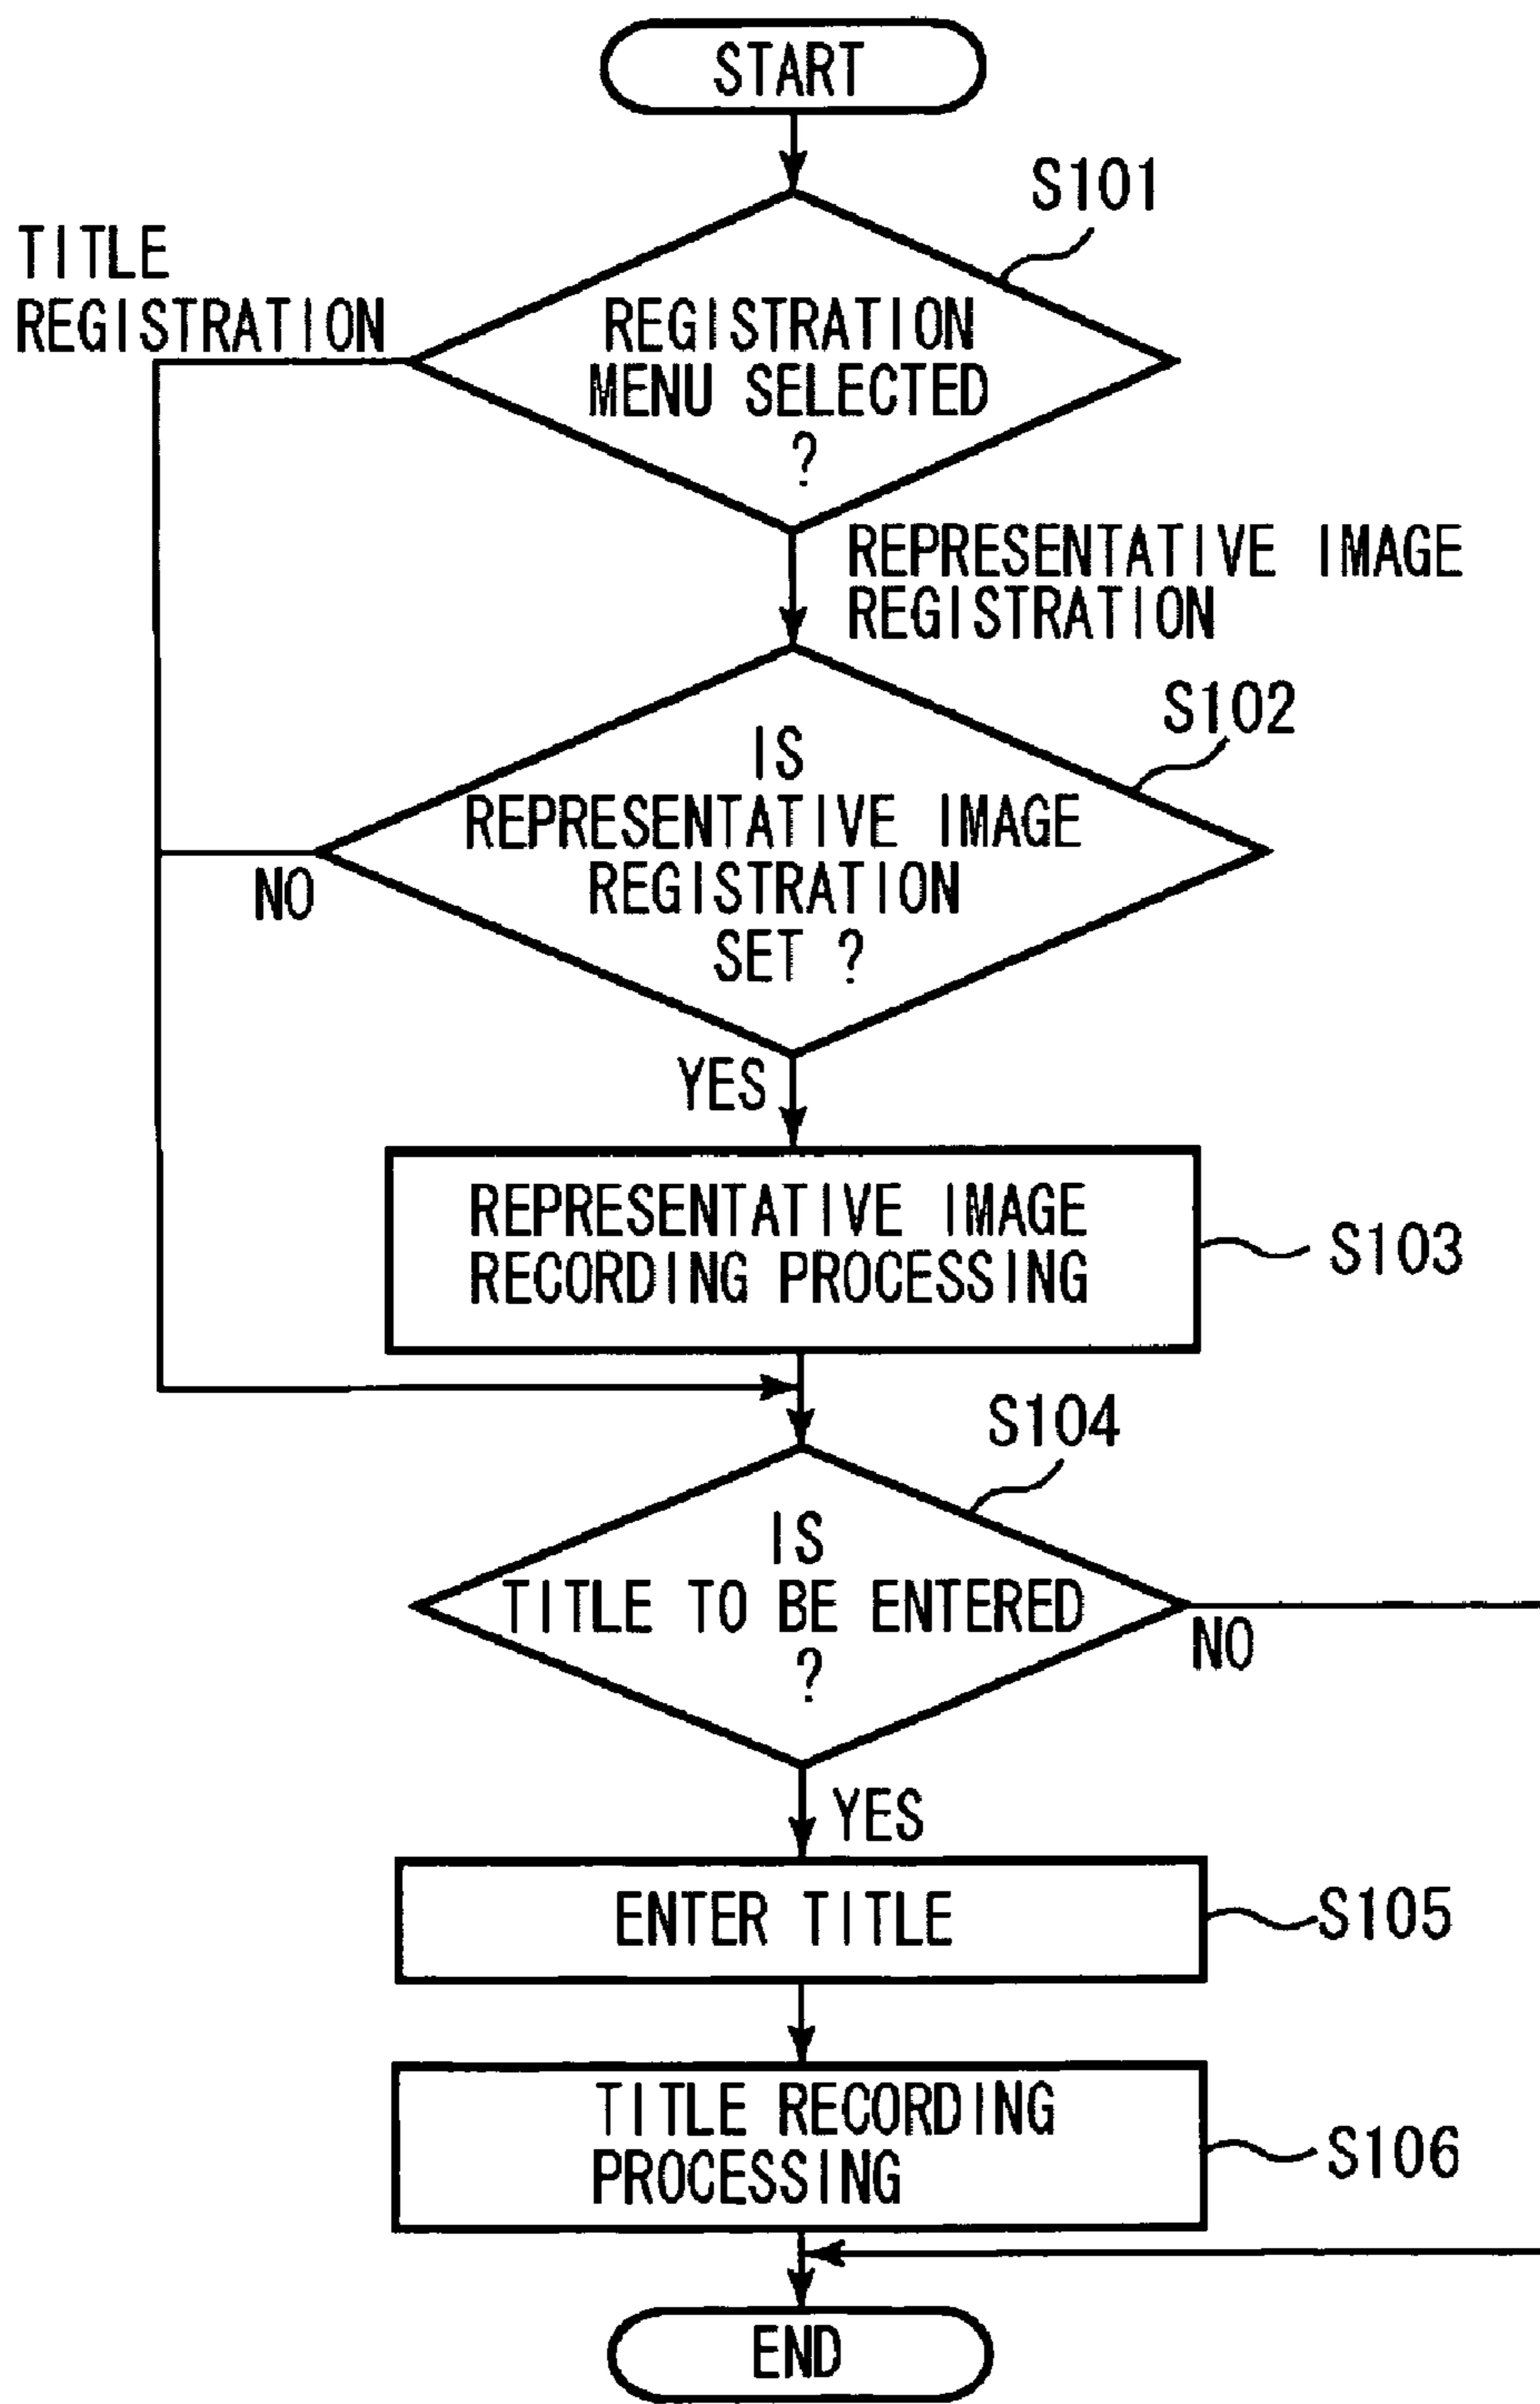 START
S101
TITLE
REGISTRATION
REGISTRATION
MENU SELECTED
?
REPRESENTATIVE IMAGE
REGISTRATION
S102
IS
REPRESENTATIVE IMAGE
REGISTRATION
SET ?
NO
YES
REPRESENTATIVE IMAGE
RECORDING PROCESSING
S103
S104
IS
TITLE TO BE ENTERED
?
NO
YES
ENTER TITLE
S105
TITLE RECORDING
PROCESSING
S106
END